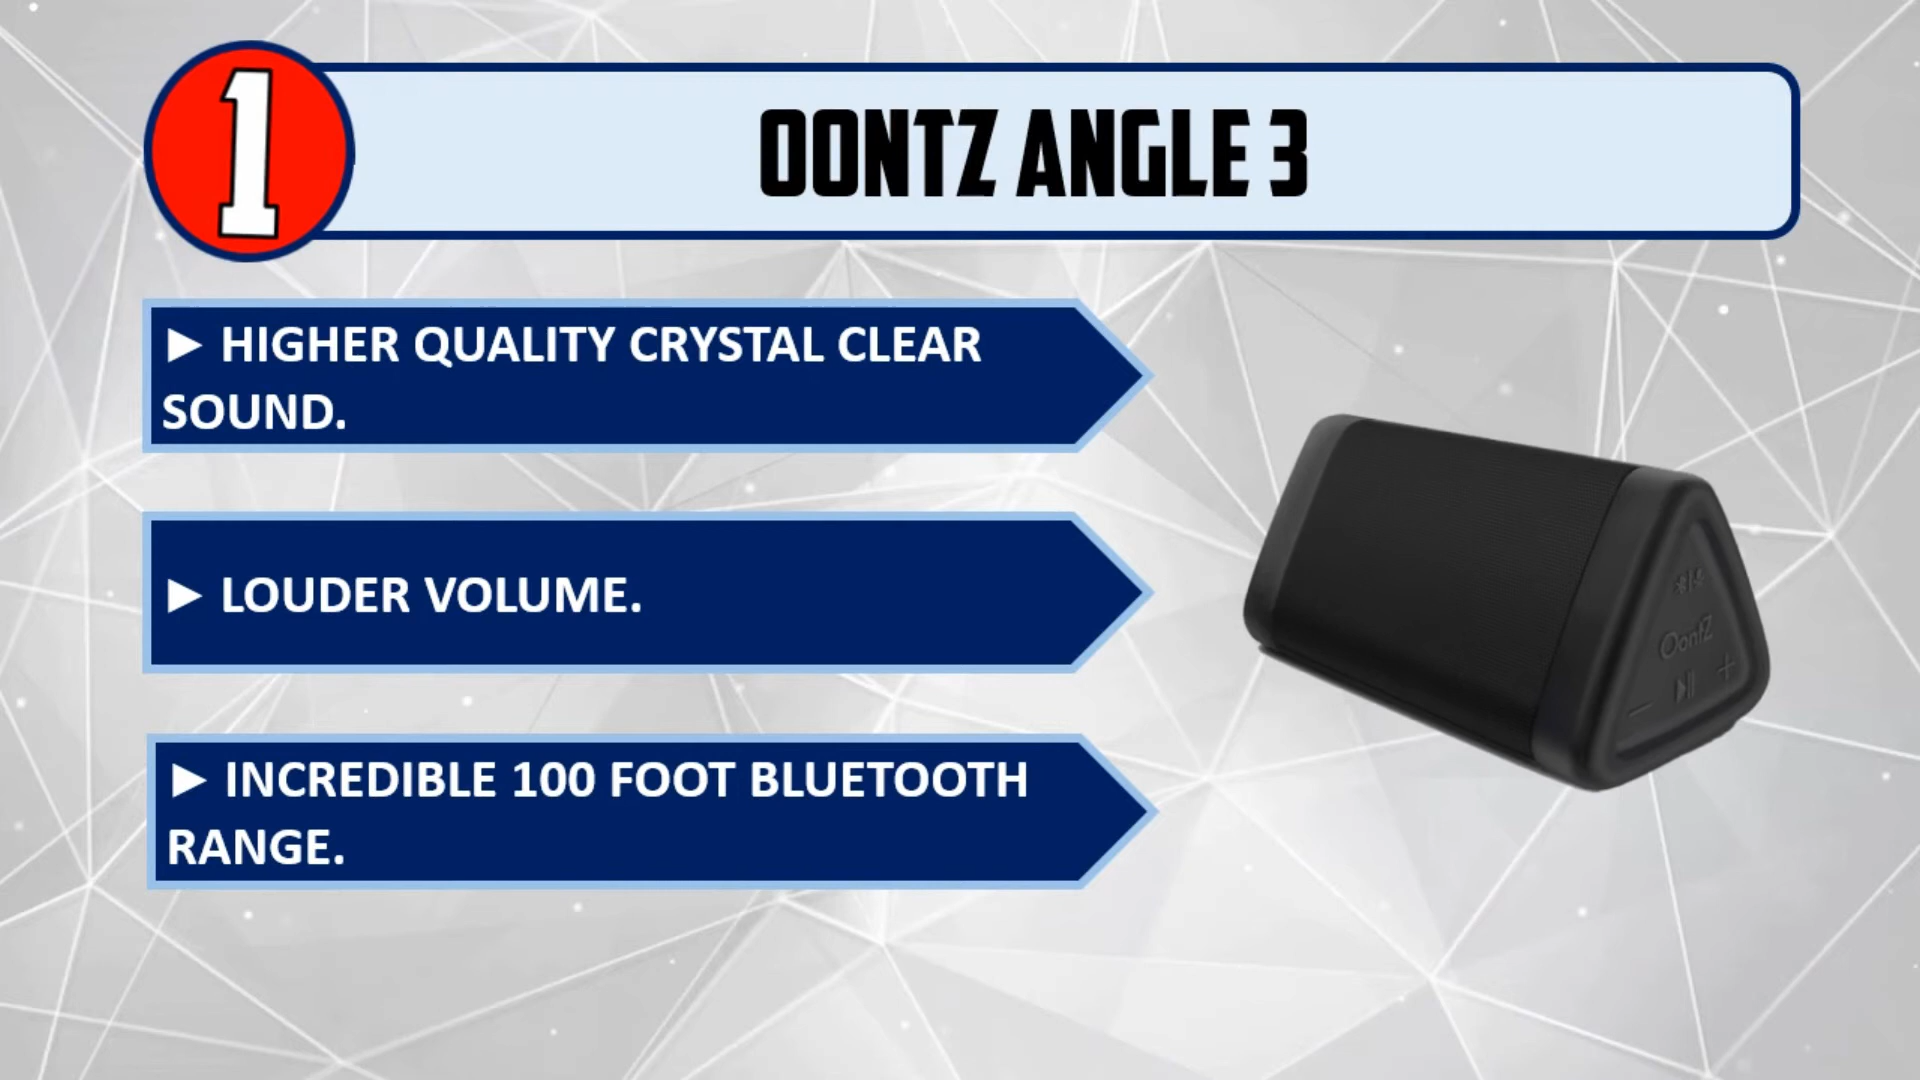 1
OONTZ ANGLE 3
► HIGHER QUALITY CRYSTAL CLEAR
SOUND.
► LOUDER VOLUME.
► INCREDIBLE 100 FOOT BLUETOOTH
RANGE.
OontZ